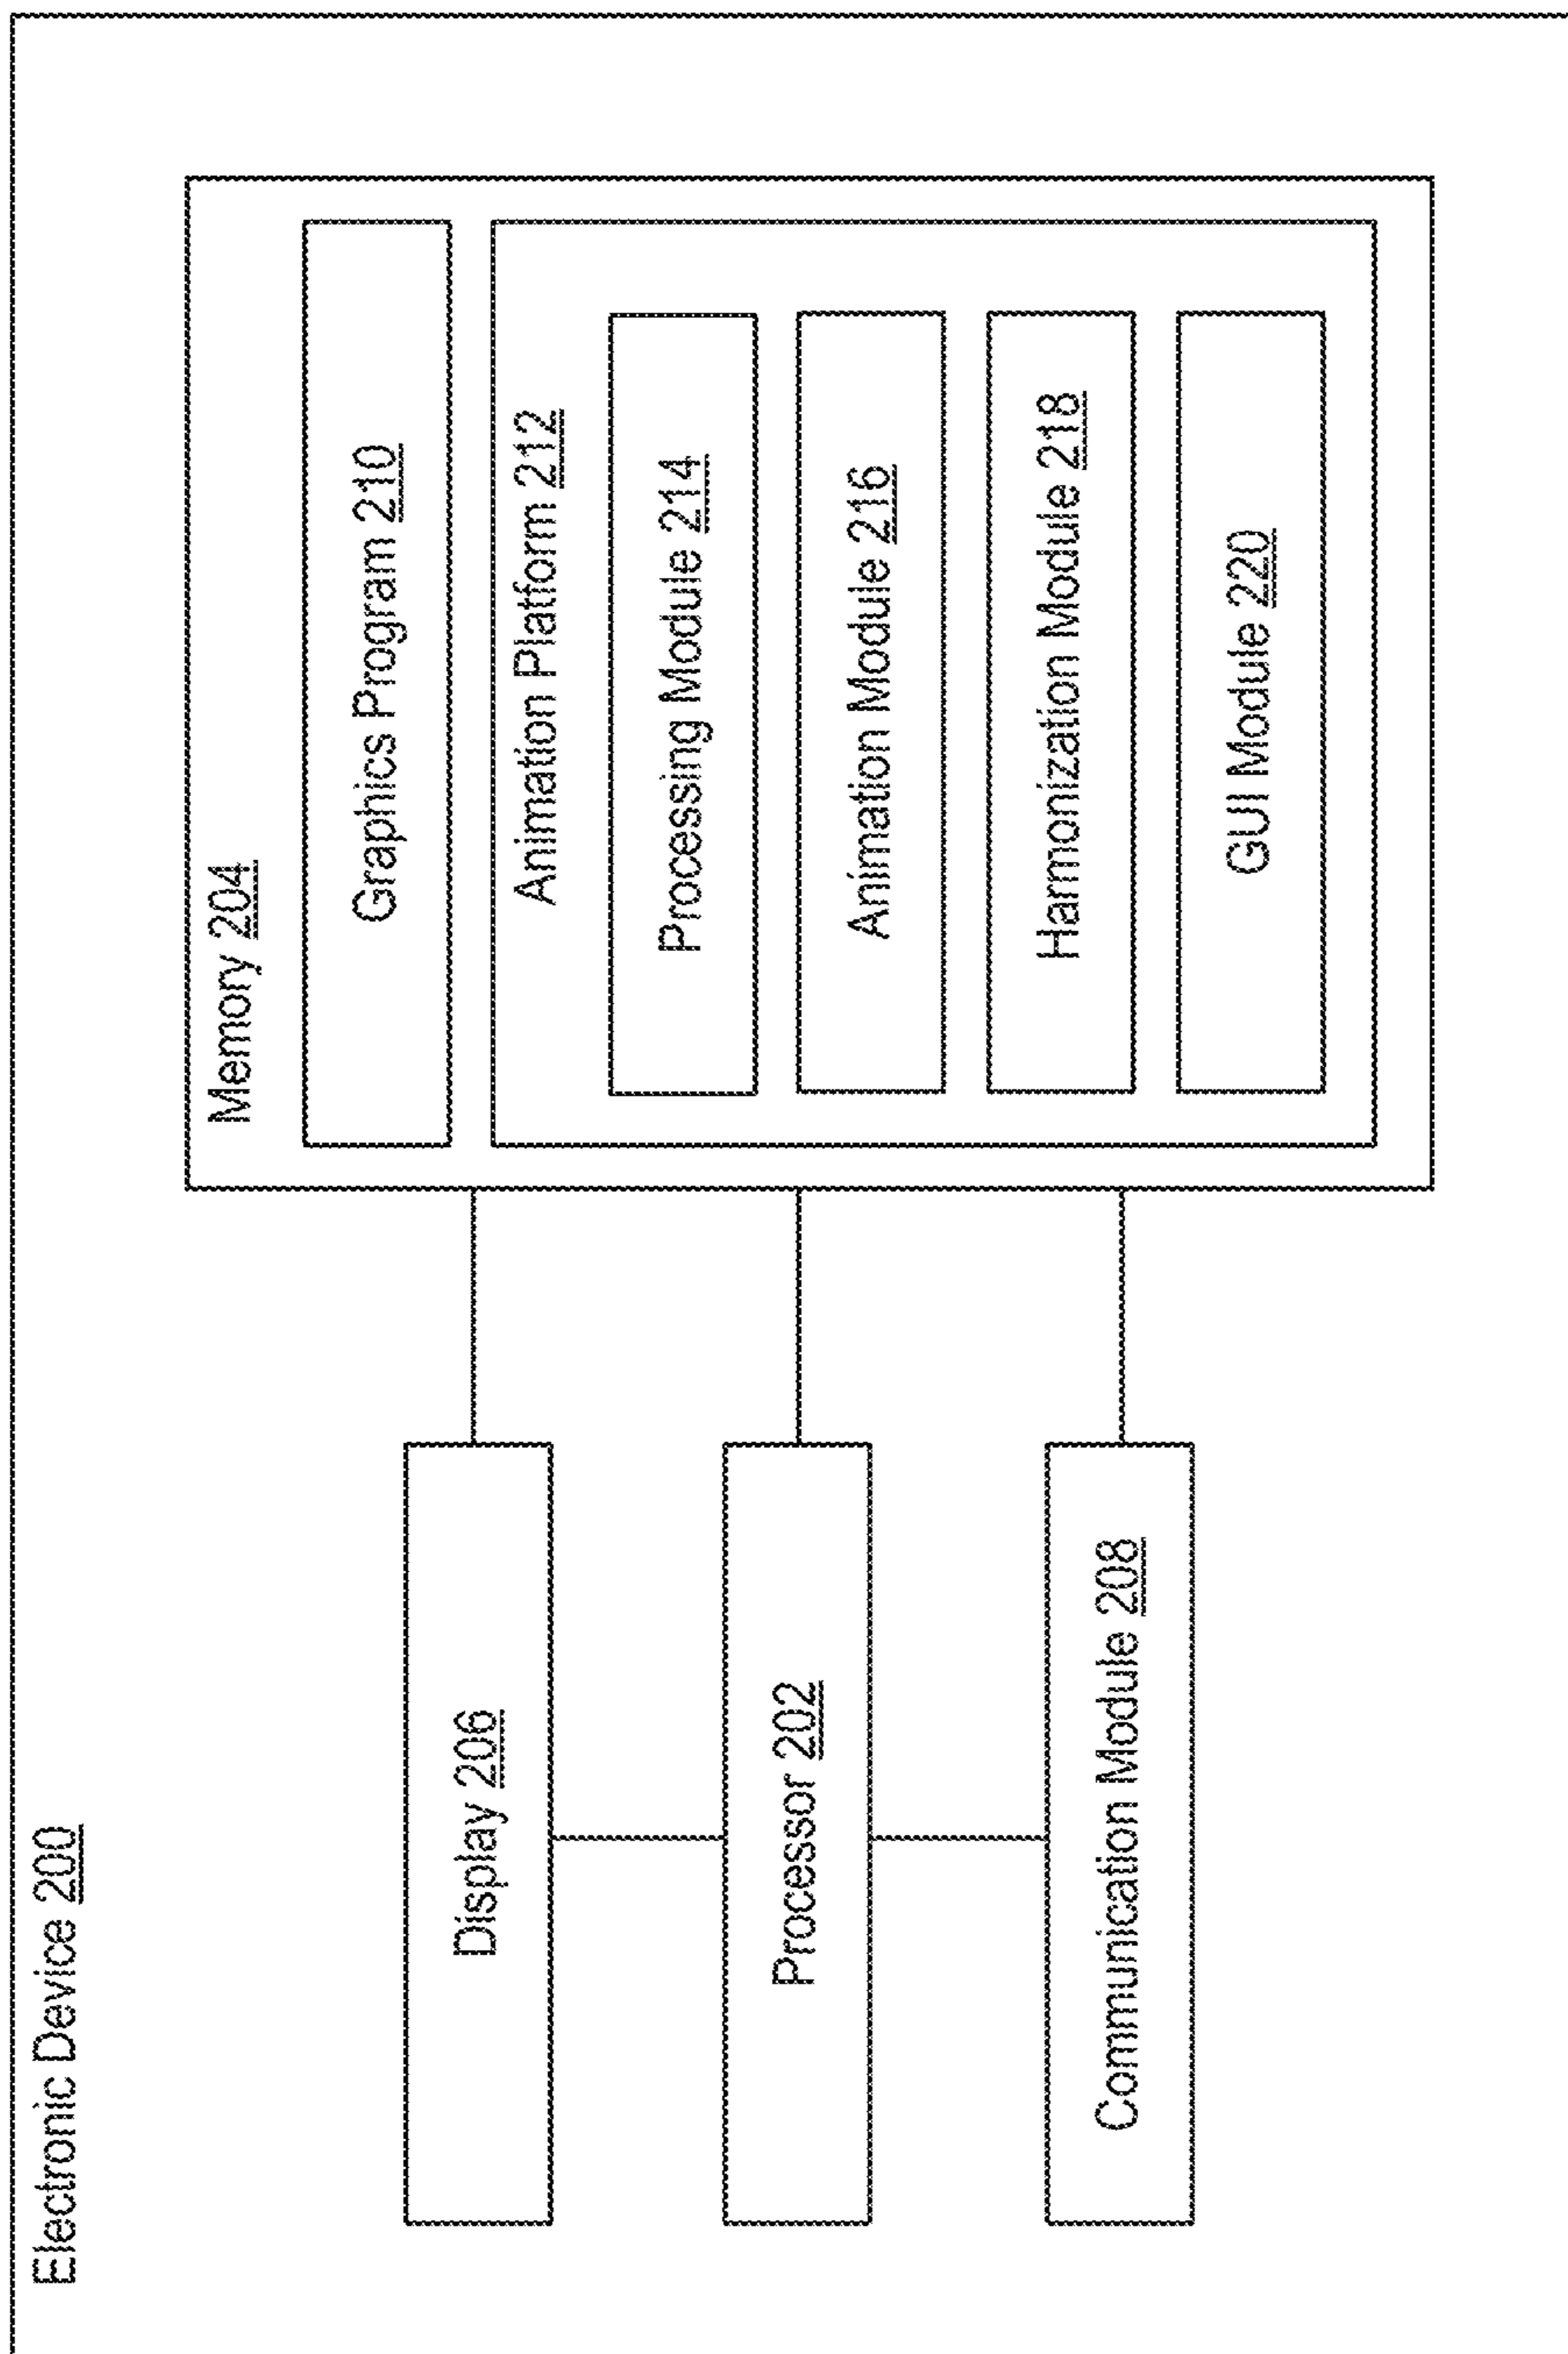 Electronic Device 200
Display 206
Processor 202
Communication Module 208
Memory 204
Graphics Program 210
Animation Platform 212
Processing Module 214
Animation Module 216
Harmonization Module 218
GUI Module 220